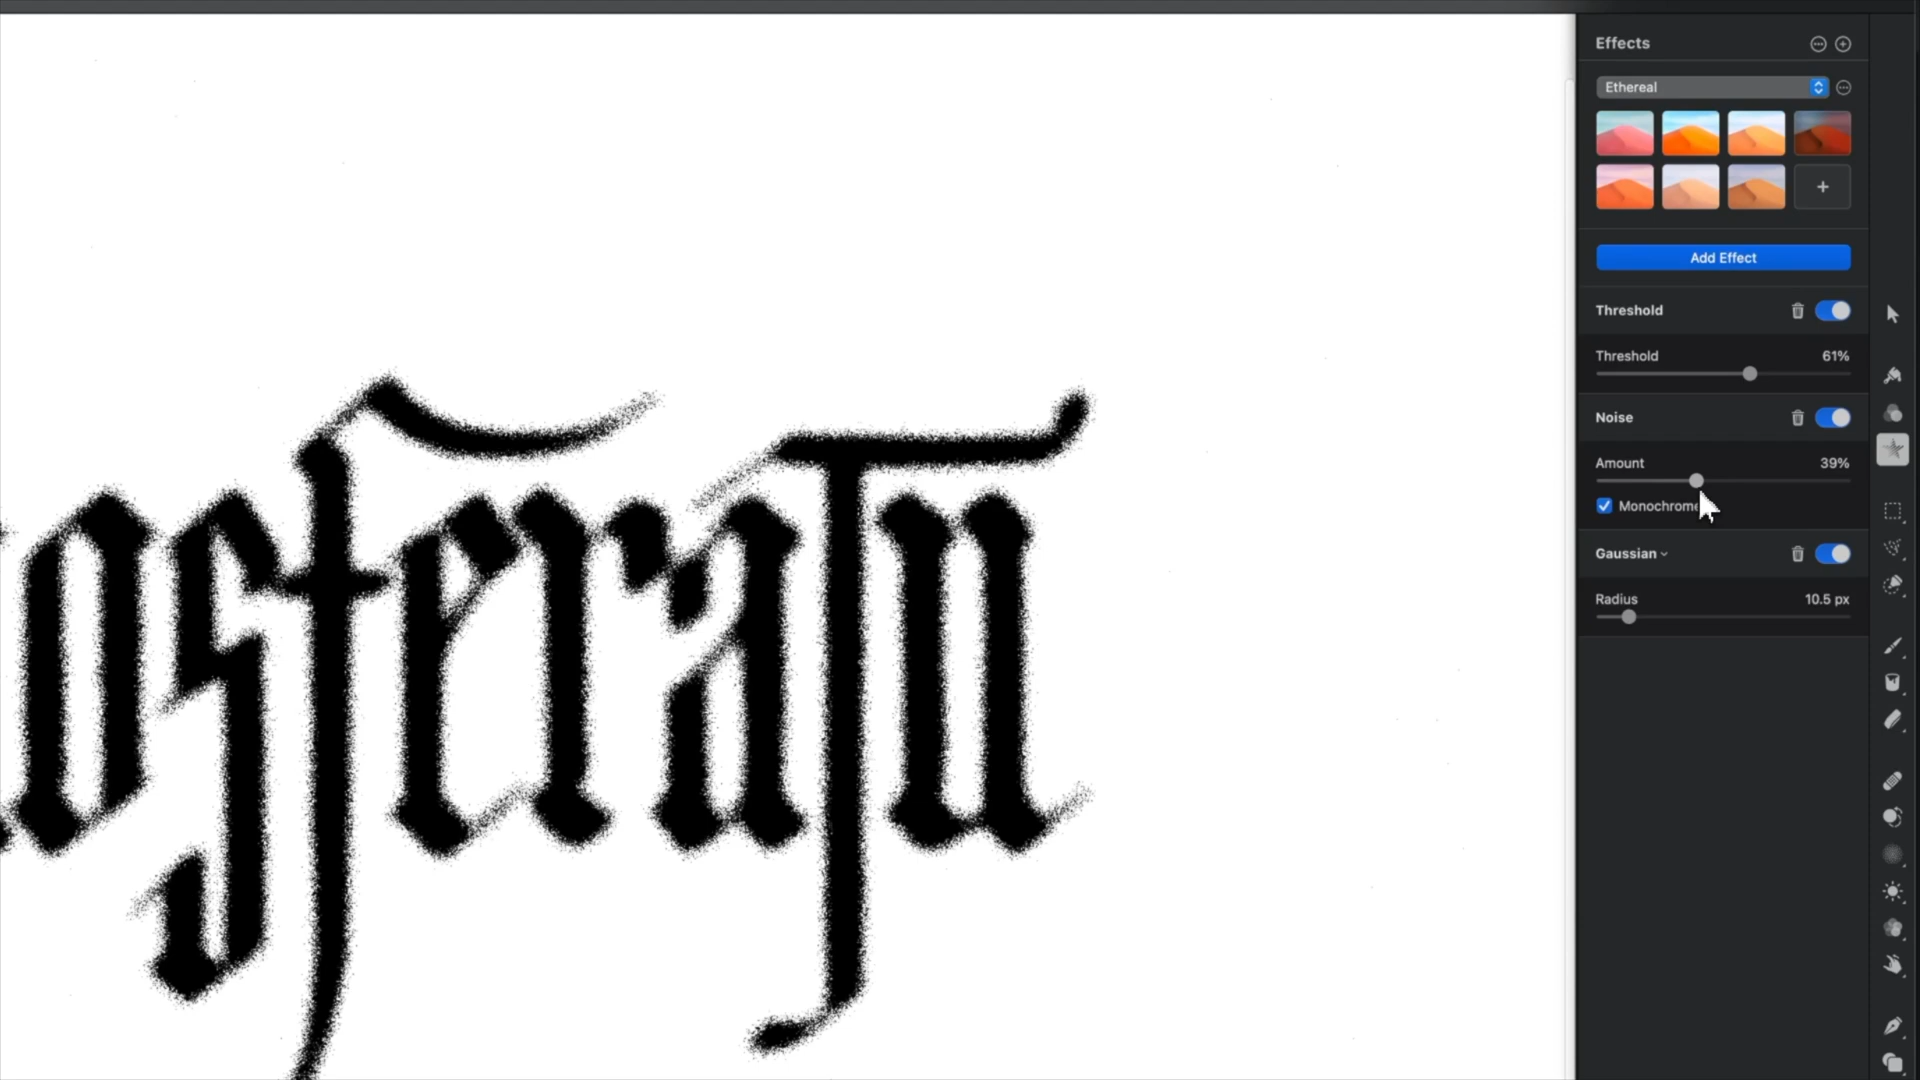 osferatu
Effects
Ethereal
Add Effect
Threshold
Threshold 61%
Noise
Amount 39%
Monochrome
Gaussian
Radius 10.5 px